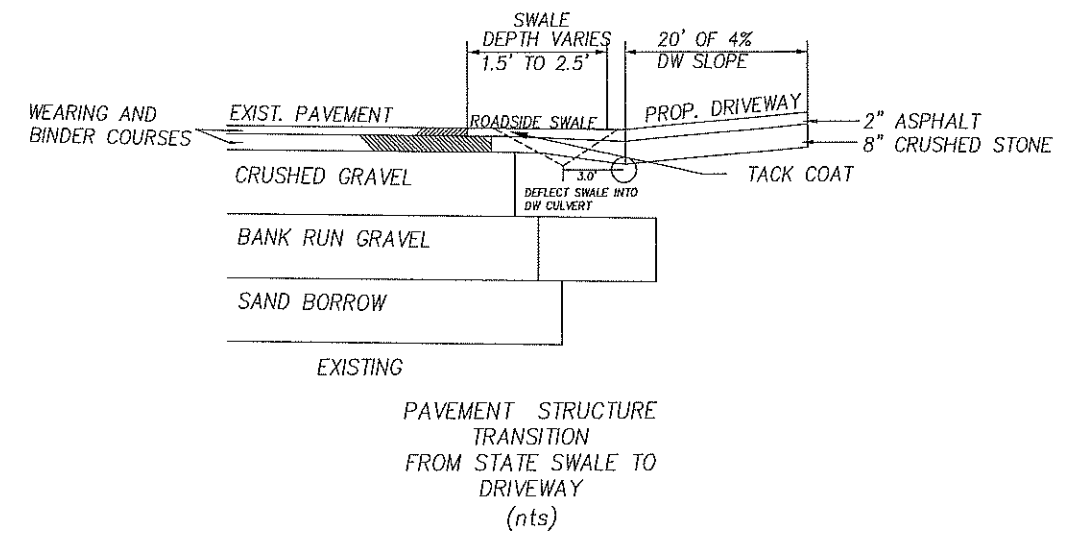 SWALE
DEPTH VARIES
1.5' TO 2.5'
20' OF 4%
DW SLOPE
WEARING AND
BINDER COURSES
EXIST. PAVEMENT
ROADSIDE SWALE
PROP. DRIVEWAY
2" ASPHALT
8" CRUSHED STONE
TACK COAT
3.0'
DEFLECT SWALE INTO
DW CULVERT
CRUSHED GRAVEL
BANK RUN GRAVEL
SAND BORROW
EXISTING
PAVEMENT STRUCTURE
TRANSITION
FROM STATE SWALE TO
DRIVEWAY
(nts)